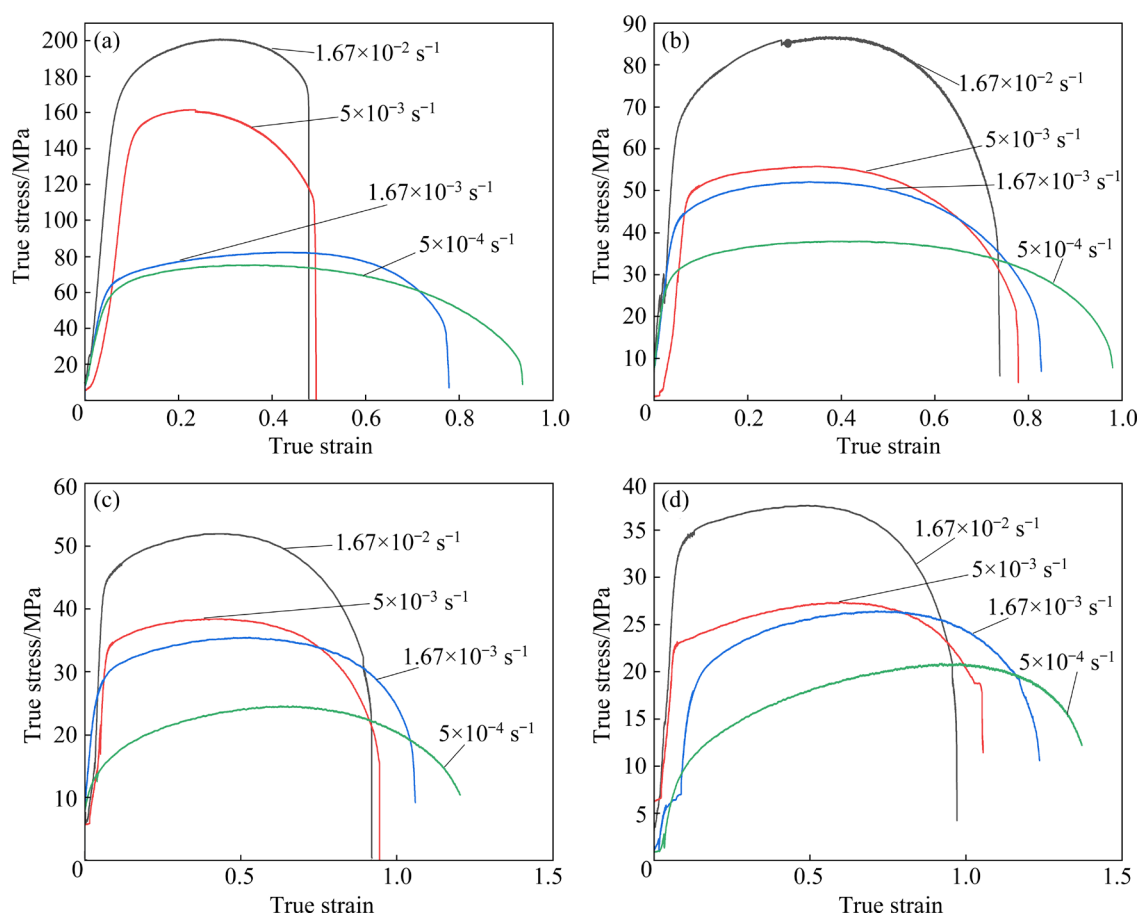 (a)
200
180
160
140
120
100
80
60
40
20
0
0.2
0.4
0.6
0.8
1.0
True stress/MPa
True strain
1.67×10⁻² s⁻¹
5×10⁻³ s⁻¹
1.67×10⁻³ s⁻¹
5×10⁻⁴ s⁻¹
(b)
90
80
70
60
50
40
30
20
10
0
0.2
0.4
0.6
0.8
1.0
True stress/MPa
True strain
1.67×10⁻² s⁻¹
5×10⁻³ s⁻¹
1.67×10⁻³ s⁻¹
5×10⁻⁴ s⁻¹
(c)
60
50
40
30
20
10
0
0.5
1.0
1.5
True stress/MPa
True strain
1.67×10⁻² s⁻¹
5×10⁻³ s⁻¹
1.67×10⁻³ s⁻¹
5×10⁻⁴ s⁻¹
(d)
40
35
30
25
20
15
10
5
0
0.5
1.0
1.5
True stress/MPa
True strain
1.67×10⁻² s⁻¹
5×10⁻³ s⁻¹
1.67×10⁻³ s⁻¹
5×10⁻⁴ s⁻¹